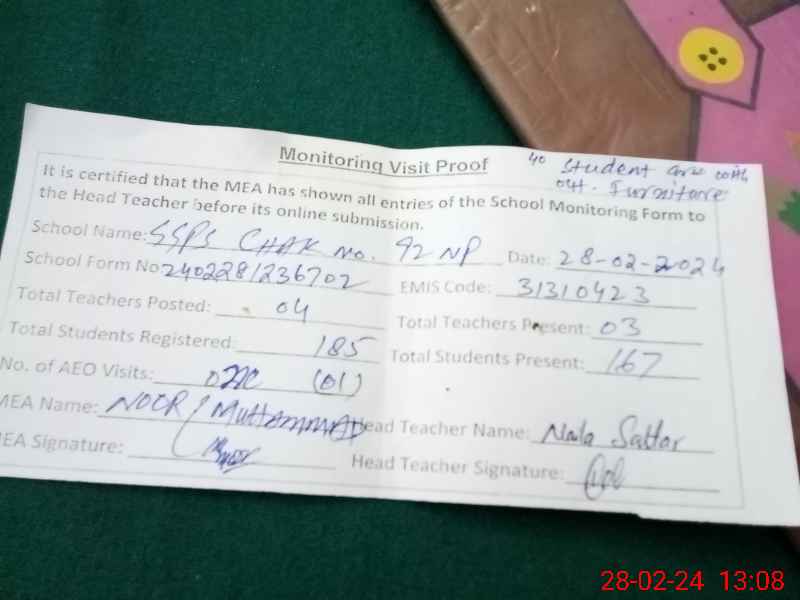 Monitoring Visit Proof
40 Student are with
out. Furniture
It is certified that the MEA has shown all entries of the School Monitoring Form to
the Head Teacher before its online submission.
School Name: SSPS CHAK No. 92 NP Date: 28-02-2024
School Form No 2402281236702 EMIS Code: 31310423
Total Teachers Posted: 04 Total Teachers Present: 03
Total Students Registered: 185 Total Students Present: 167
No. of AEO Visits: one (01)
MEA Name: NOOR MUHAMMAD Head Teacher Name: Naila Sattar
MEA Signature: Head Teacher Signature:
28-02-24 13:08